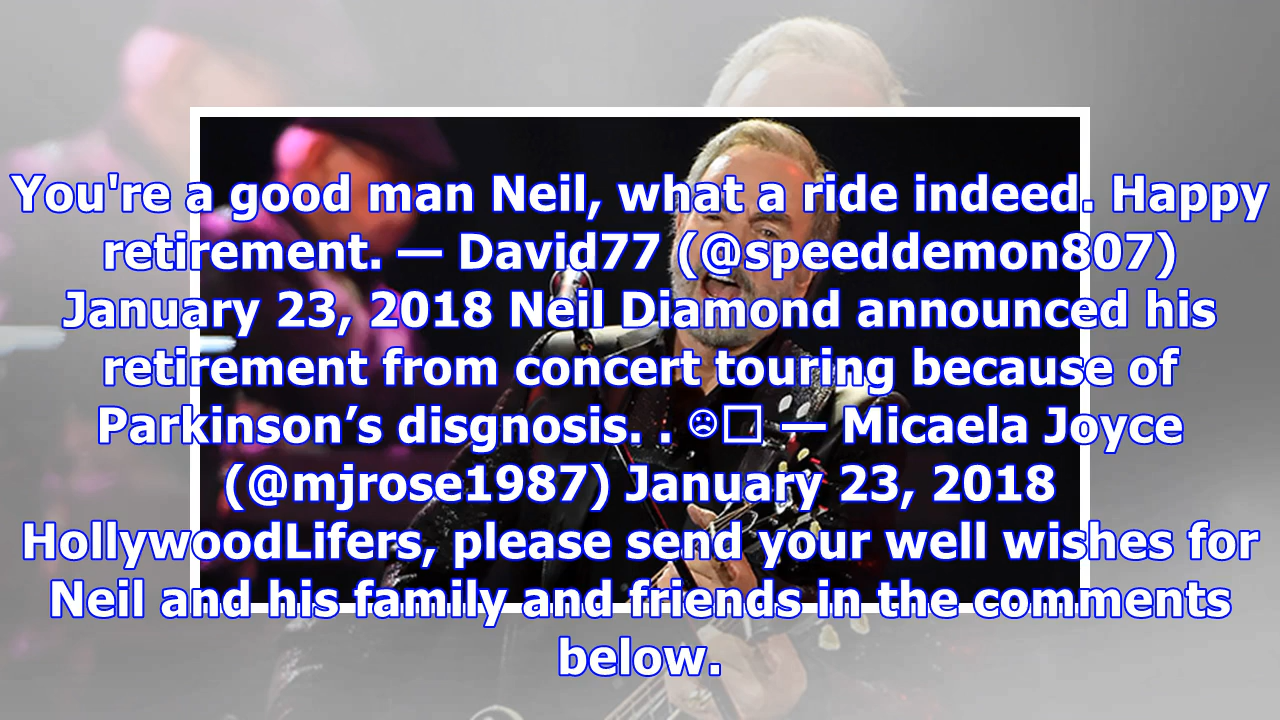 You're a good man Neil, what a ride indeed. Happy
retirement. — David77 (@speeddemon807)
January 23, 2018 Neil Diamond announced his
retirement from concert touring because of
Parkinson’s disgnosis. . ☹□ — Micaela Joyce
(@mjrose1987) January 23, 2018
HollywoodLifers, please send your well wishes for
Neil and his family and friends in the comments
below.